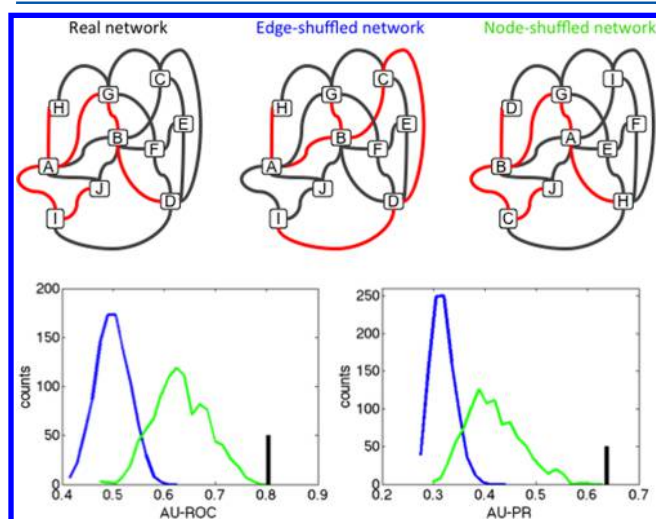 Real network
Edge-shuffled network
Node-shuffled network
H
G
C
B
E
F
A
J
D
I
H
G
C
B
E
F
A
J
D
I
D
G
I
A
F
E
B
J
H
C
200
150
100
50
0
counts
0.4 0.5 0.6 0.7 0.8 0.9
AU-ROC
250
200
150
100
50
0
counts
0.2 0.3 0.4 0.5 0.6 0.7
AU-PR